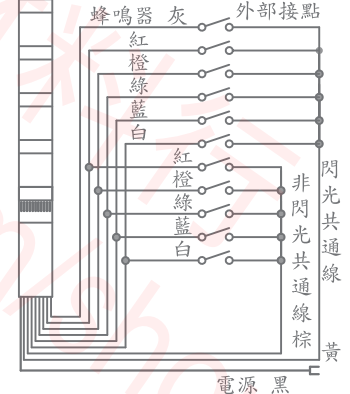 蜂鳴器 灰 外部接點
紅
橙
綠
藍
白
紅
橙
綠
藍
白
非閃光共通線 棕
閃光共通線 黃
電源 黑